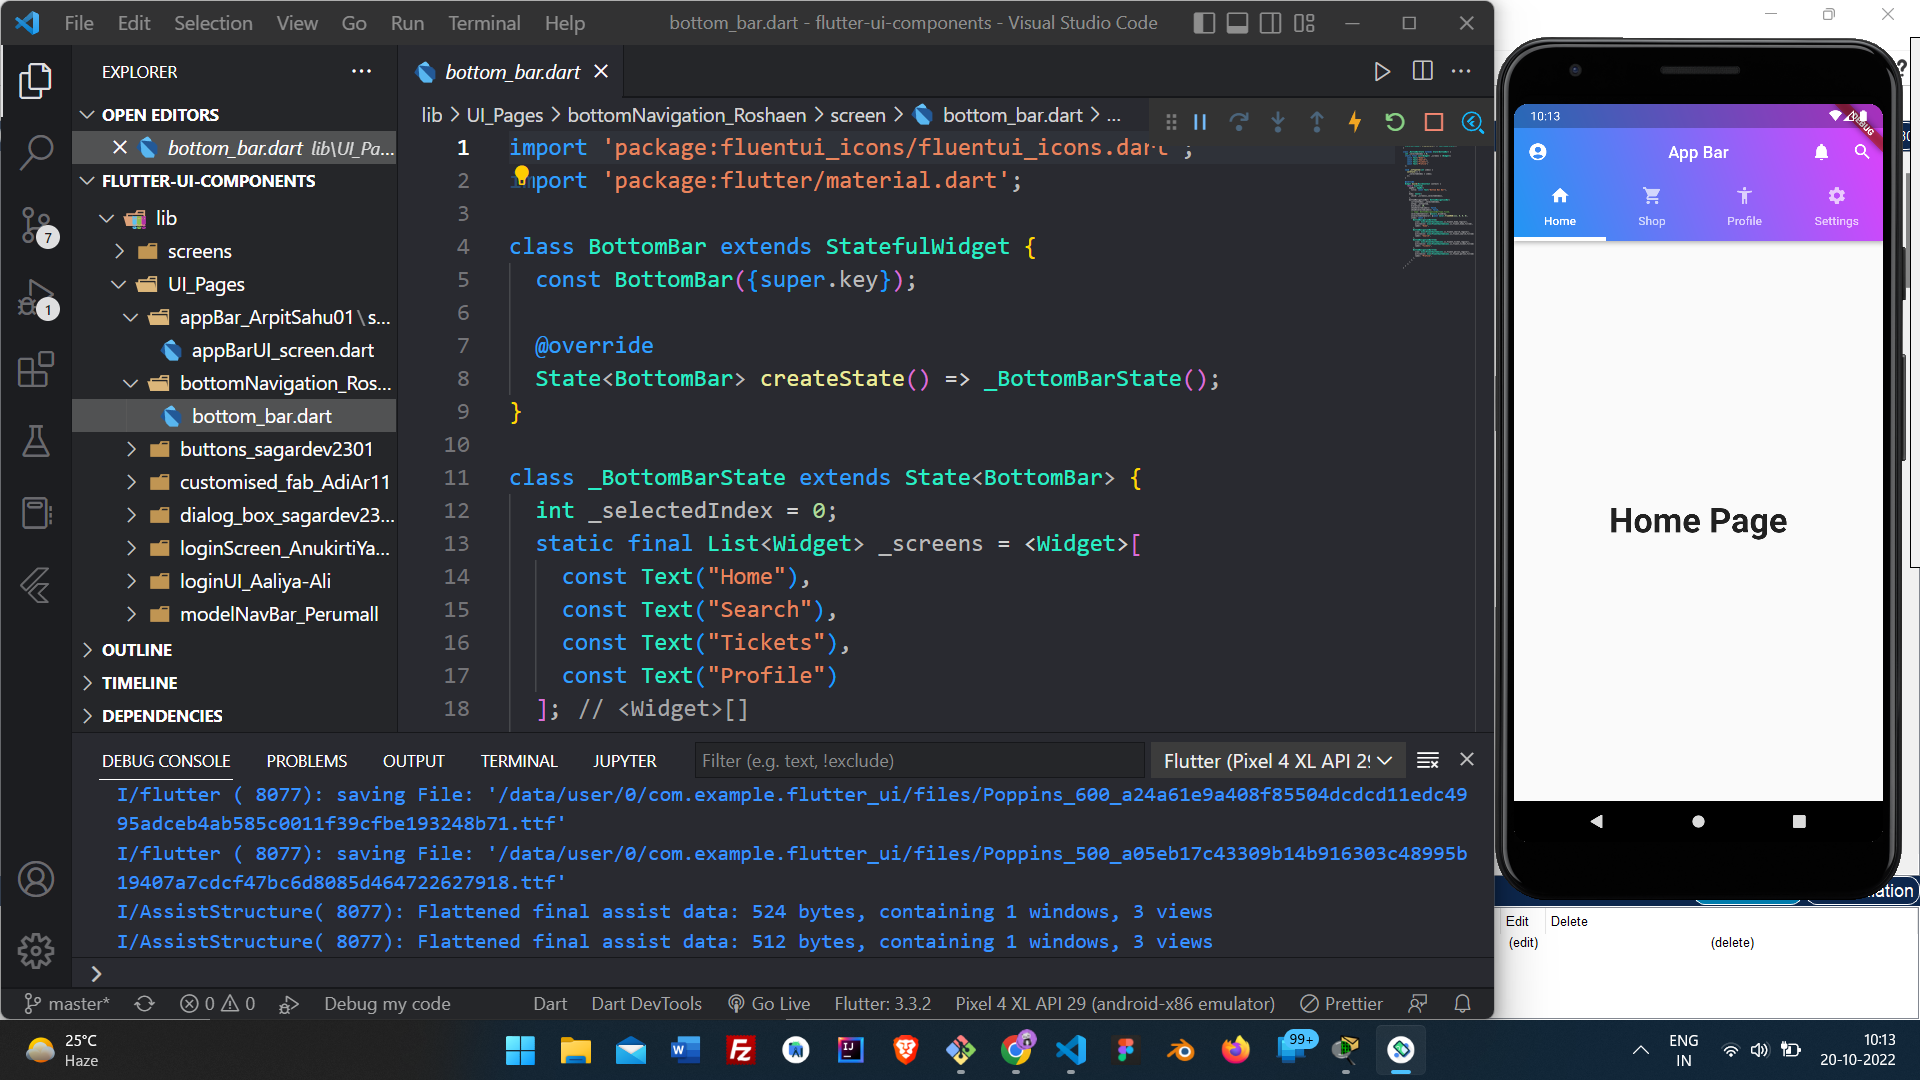 File Edit Selection View Go Run Terminal Help
bottom_bar.dart - flutter-ui-components - Visual Studio Code
EXPLORER
OPEN EDITORS
bottom_bar.dart lib\UI_Pa...
FLUTTER-UI-COMPONENTS
lib
screens
UI_Pages
appBar_ArpitSahu01\s...
appBarUI_screen.dart
bottomNavigation_Ros...
bottom_bar.dart
buttons_sagardev2301
customised_fab_AdiAr11
dialog_box_sagardev23...
loginScreen_AnukirtiYa...
loginUI_Aaliya-Ali
modelNavBar_Perumall
OUTLINE
TIMELINE
DEPENDENCIES
7
1
bottom_bar.dart
lib > UI_Pages > bottomNavigation_Roshaen > screen > bottom_bar.dart > ...
1 import 'package:fluentui_icons/fluentui_icons.dart';
2 import 'package:flutter/material.dart';
3
4 class BottomBar extends StatefulWidget {
5 const BottomBar({super.key});
6
7 @override
8 State<BottomBar> createState() => _BottomBarState();
9 }
10
11 class _BottomBarState extends State<BottomBar> {
12 int _selectedIndex = 0;
13 static final List<Widget> _screens = <Widget>[
14 const Text("Home"),
15 const Text("Search"),
16 const Text("Tickets"),
17 const Text("Profile")
18 ]; // <Widget>[]
DEBUG CONSOLE PROBLEMS OUTPUT TERMINAL JUPYTER
Filter (e.g. text, !exclude)
Flutter (Pixel 4 XL API 29
I/flutter ( 8077): saving File: '/data/user/0/com.example.flutter_ui/files/Poppins_600_a24a61e9a408f85504dcdcd11edc49
95adceb4ab585c0011f39cfbe193248b71.ttf'
I/flutter ( 8077): saving File: '/data/user/0/com.example.flutter_ui/files/Poppins_500_a05eb17c43309b14b916303c48995b
19407a7cdcf47bc6d8085d464722627918.ttf'
I/AssistStructure( 8077): Flattened final assist data: 524 bytes, containing 1 windows, 3 views
I/AssistStructure( 8077): Flattened final assist data: 512 bytes, containing 1 windows, 3 views
master* 0 0 Debug my code Dart Dart DevTools Go Live Flutter: 3.3.2 Pixel 4 XL API 29 (android-x86 emulator) Prettier
10:13
DEBUG
App Bar
Home Shop Profile Settings
Home Page
ation
Edit Delete
(edit) (delete)
25°C
Haze
99+
ENG
IN
10:13
20-10-2022